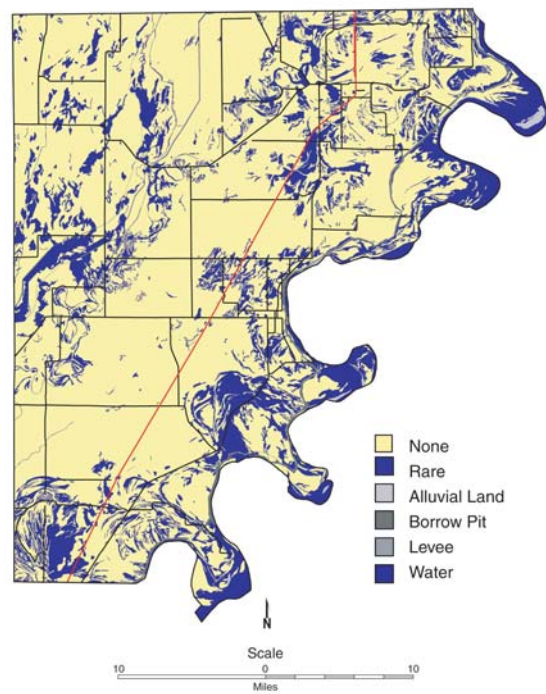 None
Rare
Alluvial Land
Borrow Pit
Levee
Water
N
Scale
10 0 10
Miles